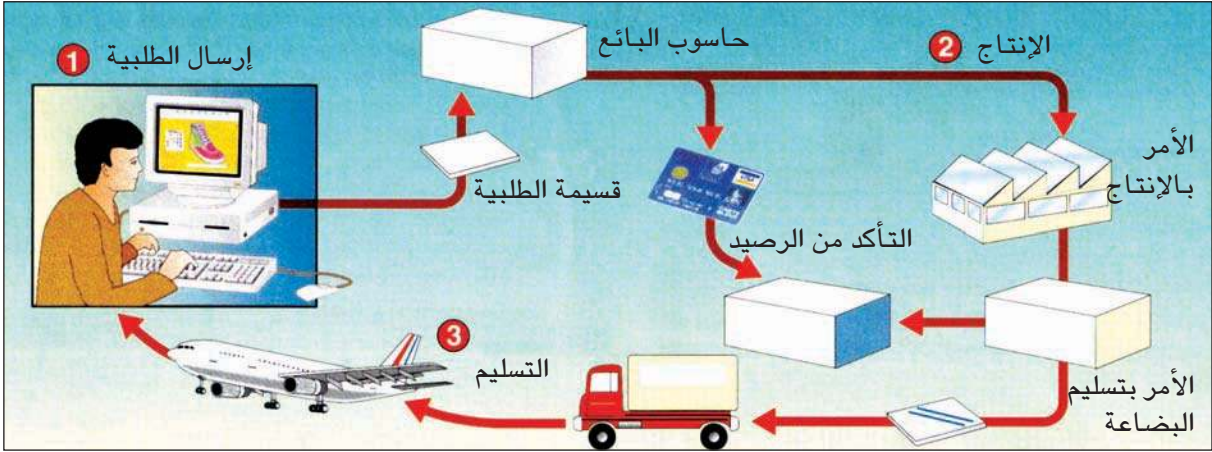 1 إرسال الطلبية
حاسوب البائع
2 الإنتاج
قسيمة الطلبية
الأمر
بالإنتاج
التأكد من الرصيد
3
التسليم
الأمر بتسليم
البضاعة